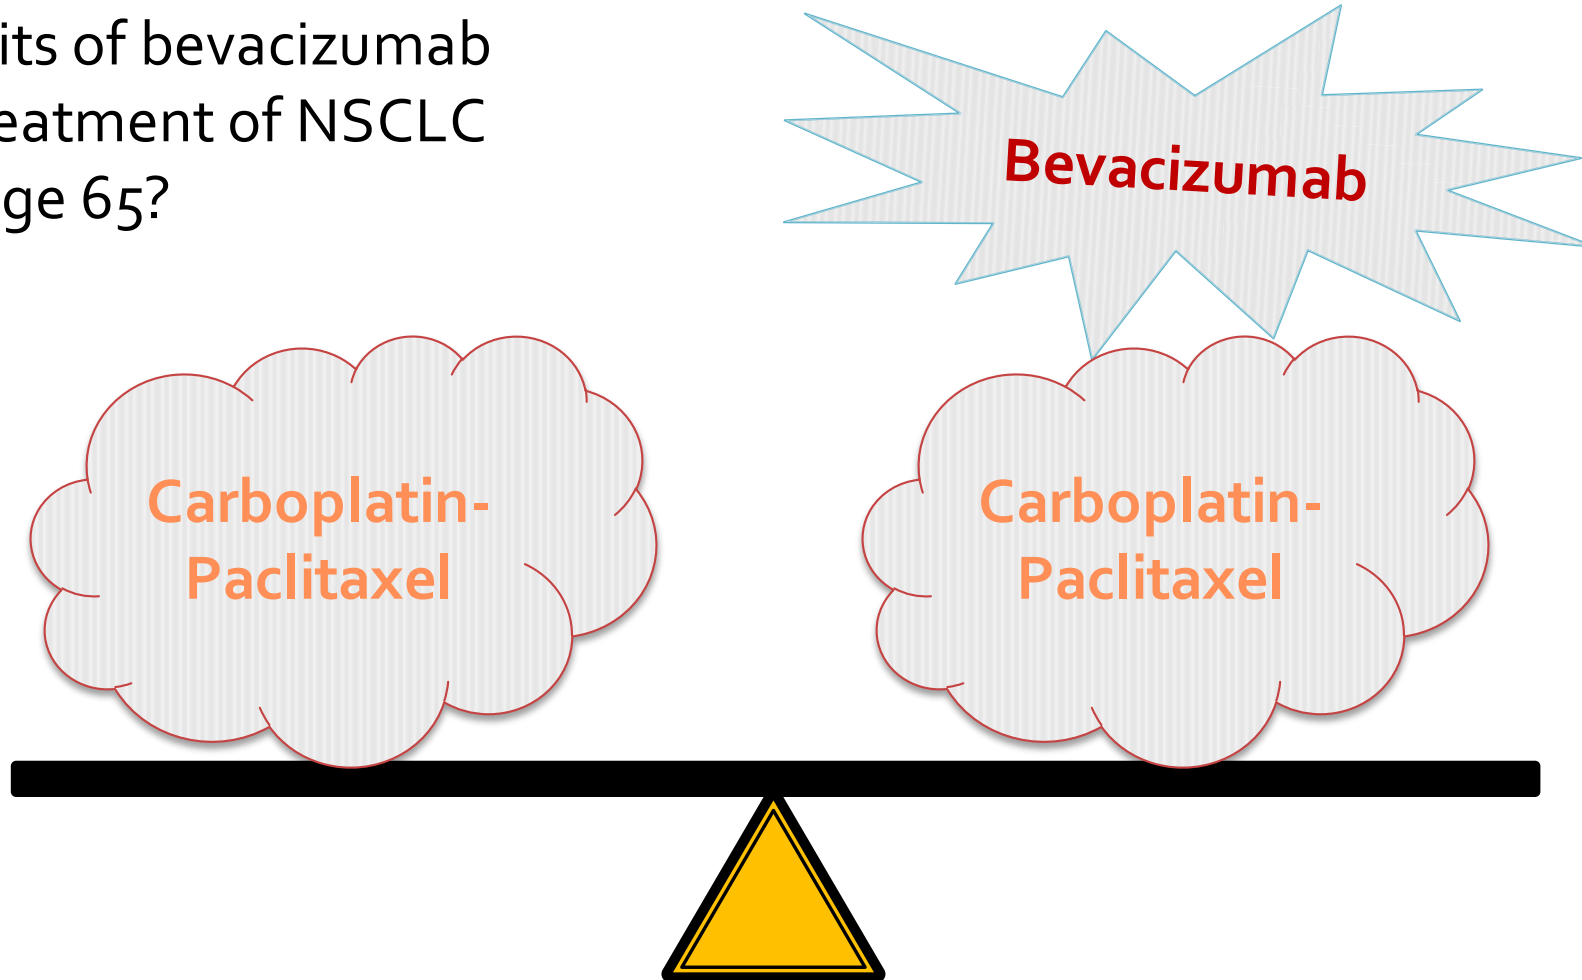 its of bevacizumab
eatment of NSCLC
ge 65?
Bevacizumab
Carboplatin-
Paclitaxel
Carboplatin-
Paclitaxel